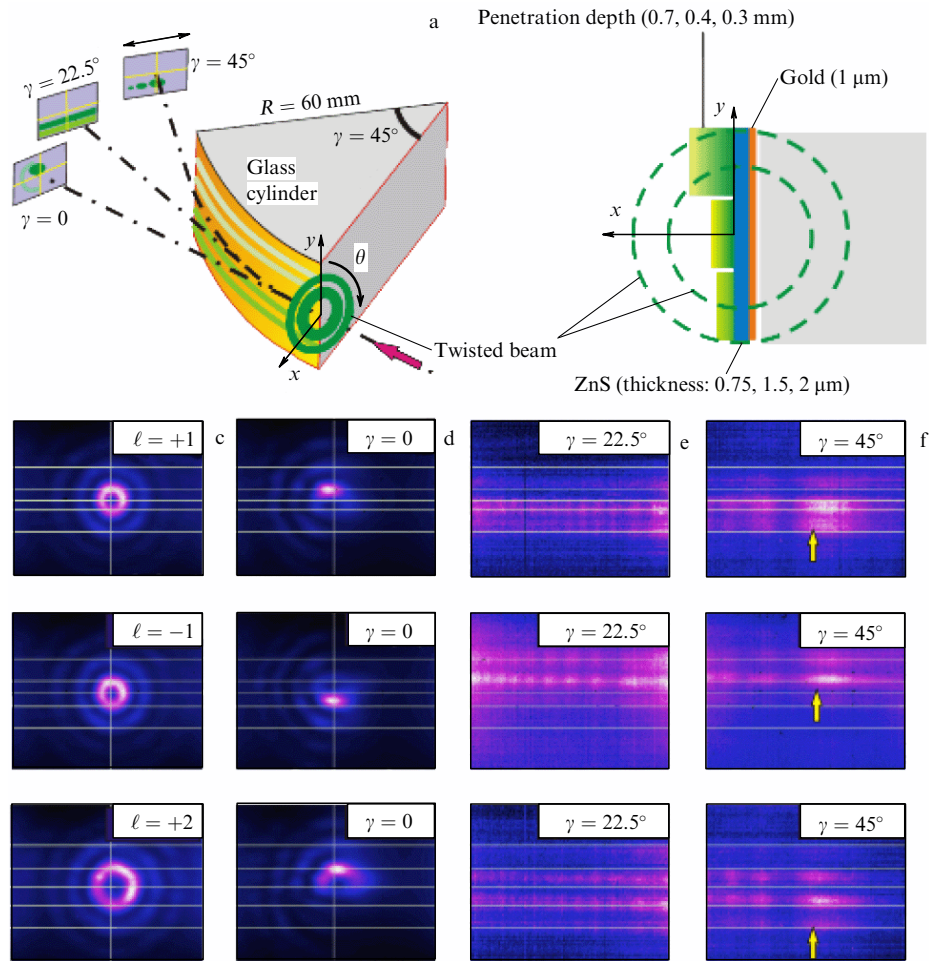 a
Penetration depth (0.7, 0.4, 0.3 mm)
γ = 45°
γ = 22.5°
Gold (1 μm)
R = 60 mm
γ = 45°
y
Glass
cylinder
γ = 0
y
θ
x
x
Twisted beam
ZnS (thickness: 0.75, 1.5, 2 μm)
ℓ = +1 c γ = 0 d γ = 22.5° e γ = 45° f
ℓ = −1 γ = 0 γ = 22.5° γ = 45°
ℓ = +2 γ = 0 γ = 22.5° γ = 45°